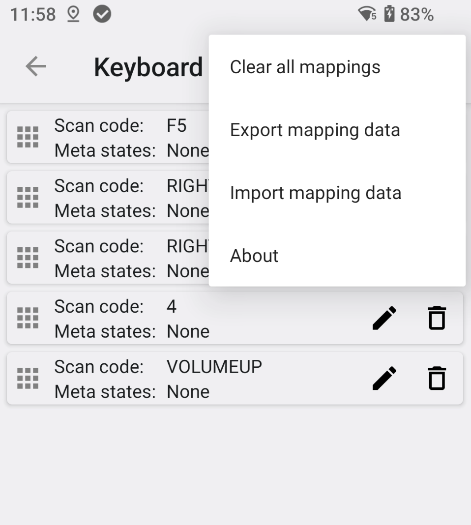 11:58 5 83%
Keyboard
Clear all mappings
Export mapping data
Import mapping data
About
Scan code: F5
Meta states: None
Scan code:
Meta states: None
Scan code:
Meta states: None
Scan code: 4
Meta states: None
Scan code: VOLUMEUP
Meta states: None